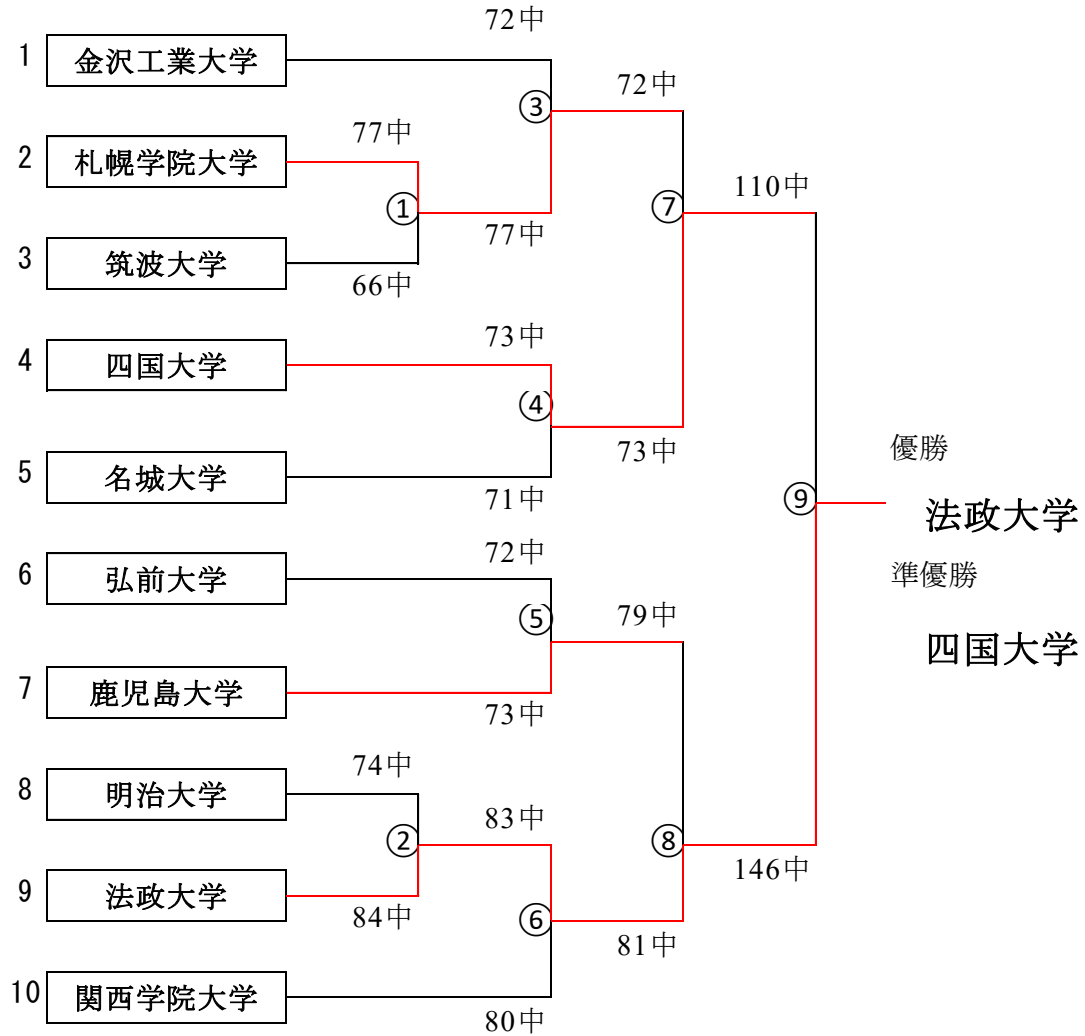 72中
1 金沢工業大学
③ 72中
77中
2 札幌学院大学
① 110中
⑦
77中
3 筑波大学
66中
73中
4 四国大学
④
73中
優勝
5 名城大学
71中
⑨
法政大学
72中
6 弘前大学
準優勝
⑤ 79中
四国大学
7 鹿児島大学
73中
74中
8 明治大学
83中
② ⑧
146中
9 法政大学
84中
⑥
81中
10 関西学院大学
80中